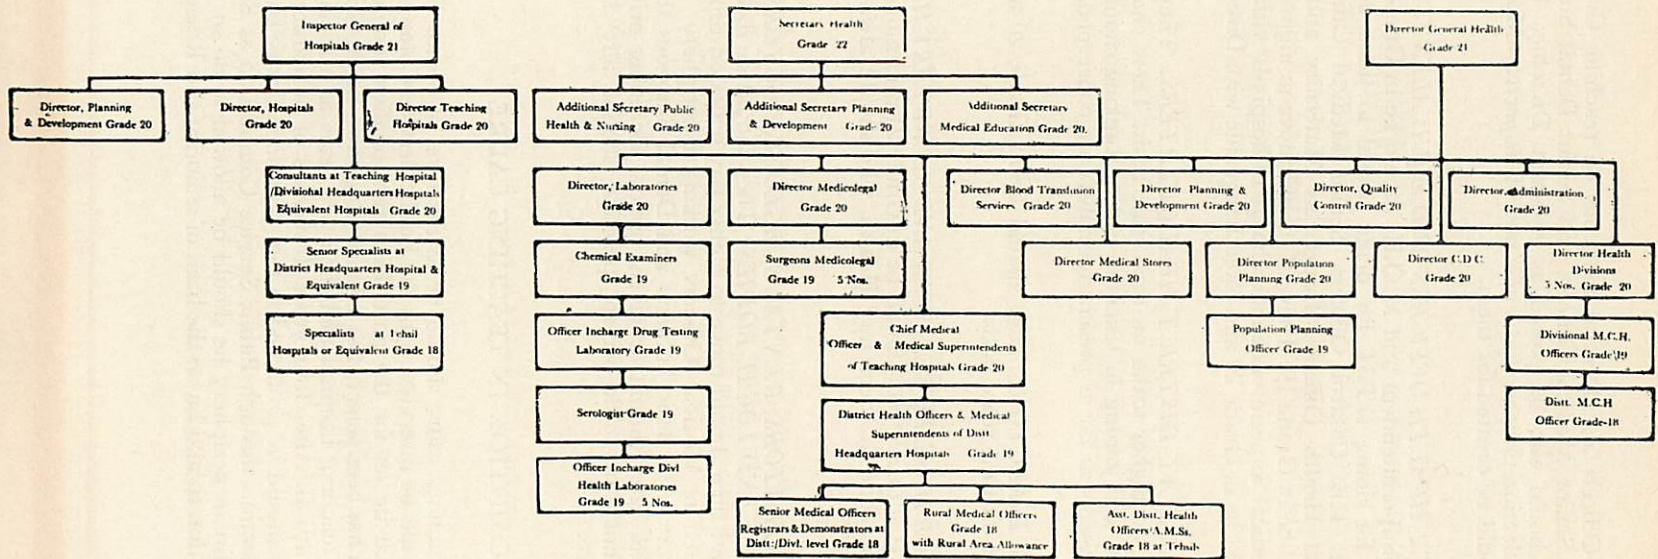 Inspector General of
Hospitals Grade 21
Secretary Health
Grade 22
Director General Health
Grade 21
Director, Planning
& Development Grade 20
Director, Hospitals
Grade 20
Director Teaching
Hospitals Grade 20
Additional Secretary Public
Health & Nursing Grade 20
Additional Secretary Planning
& Development Grade 20
Additional Secretary
Medical Education Grade 20.
Consultants at Teaching Hospital
/Divisional Headquarters Hospitals
Equivalent Hospitals Grade 20
Director, Laboratories
Grade 20
Director Medicolegal
Grade 20
Director Blood Transfusion
Services Grade 20
Director Planning &
Development Grade 20
Director, Quality
Control Grade 20
Director, Administration
Grade 20
Senior Specialists at
District Headquarters Hospital &
Equivalent Grade 19
Chemical Examiners
Grade 19
Surgeons Medicolegal
Grade 19 5 Nos.
Director Medical Stores
Grade 20
Director Population
Planning Grade 20
Director C.D.C.
Grade 20
Director Health
Divisions
5 Nos. Grade 20
Specialists at Tehsil
Hospitals or Equivalent Grade 18
Officer Incharge Drug Testing
Laboratory Grade 19
Chief Medical
Officer & Medical Superintendents
of Teaching Hospitals Grade 20
Population Planning
Officer Grade 19
Divisional M.C.H.
Officers Grade 19
Serologist Grade 19
District Health Officers & Medical
Superintendents of Distt
Headquarters Hospitals Grade 19
Distt. M.C.H
Officer Grade-18
Officer Incharge Divl
Health Laboratories
Grade 19 5 Nos.
Senior Medical Officers
Registrars & Demonstrators at
Distt:/Divl. level Grade 18
Rural Medical Officers
Grade 18
with Rural Area Allowance
Asst. Distt. Health
Officers/A.M.Ss.
Grade 18 at Tehsils